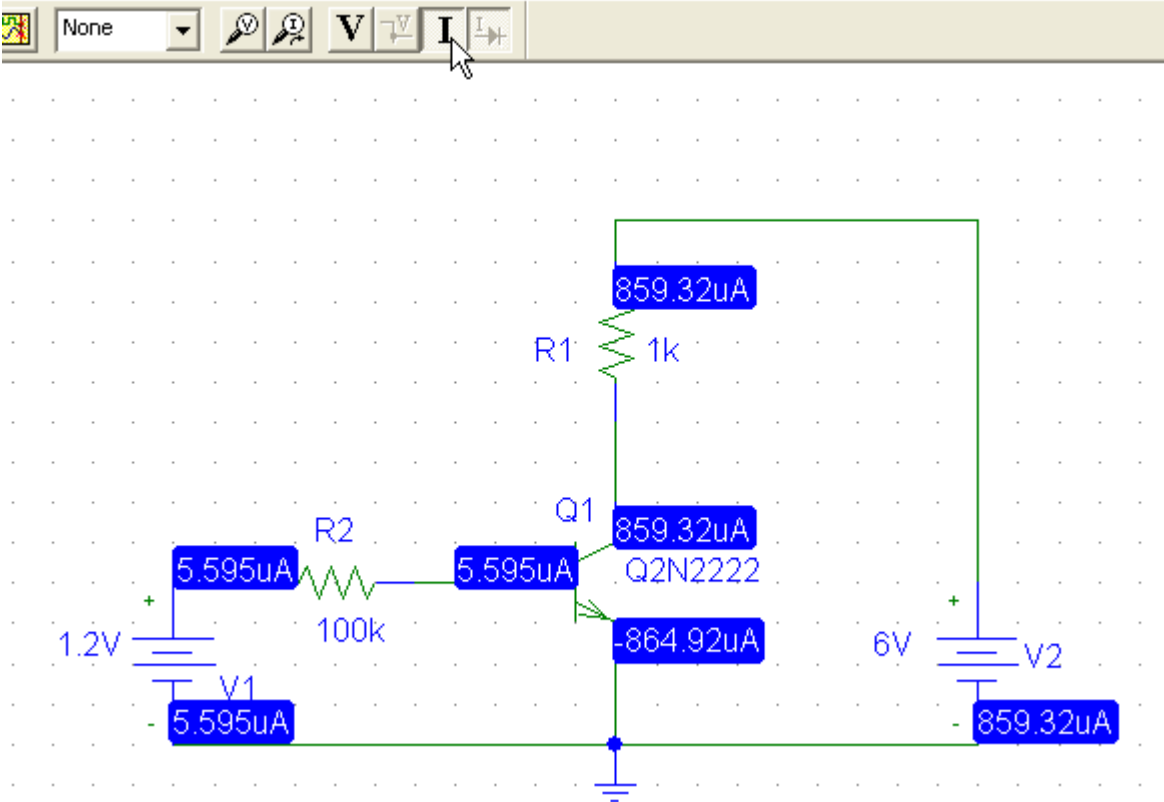 None
V
I
V
V
I
I
859.32uA
R1
1k
Q1
859.32uA
R2
Q2N2222
5.595uA
5.595uA
+
+
100k
1.2V
-864.92uA
6V
V2
V1
-
5.595uA
-
859.32uA